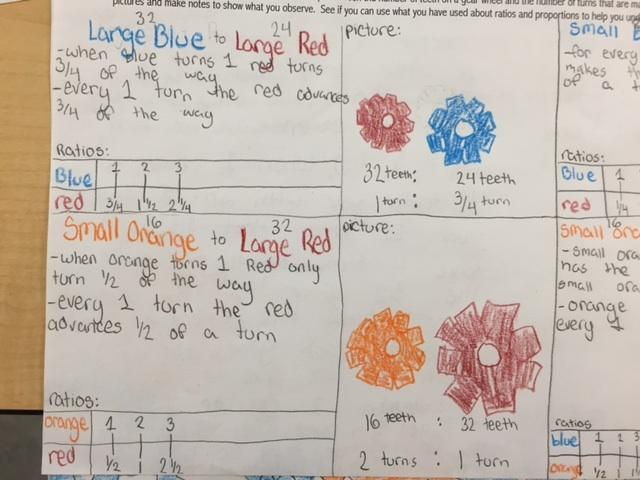 pictures and make notes to show what you observe. See if you can use what you have used about ratios and proportions to help you
32 24
Large Blue to Large Red
-when blue turns 1 red turns
3/4 of the way
-every 1 turn the red advances
3/4 of the way
Ratios:
Blue 1 2 3
red 3/4 1 1/2 2 1/4
picture:
32 teeth: 24 teeth
1 turn : 3/4 turn
Small
-for every
makes
of a
ratios:
Blue 1
red 1/4
16 32
Small Orange to Large Red
-when orange turns 1 Red only
turn 1/2 of the way
-every 1 turn the red
advances 1/2 of a turn
ratios:
orange 1 2 3
red 1/2 1 2 1/2
picture:
16 teeth : 32 teeth
2 turns : 1 turn
16
Small
-small
has the
small
-orange
every 1
ratios
blue 1 2 3
orange 1/2 1